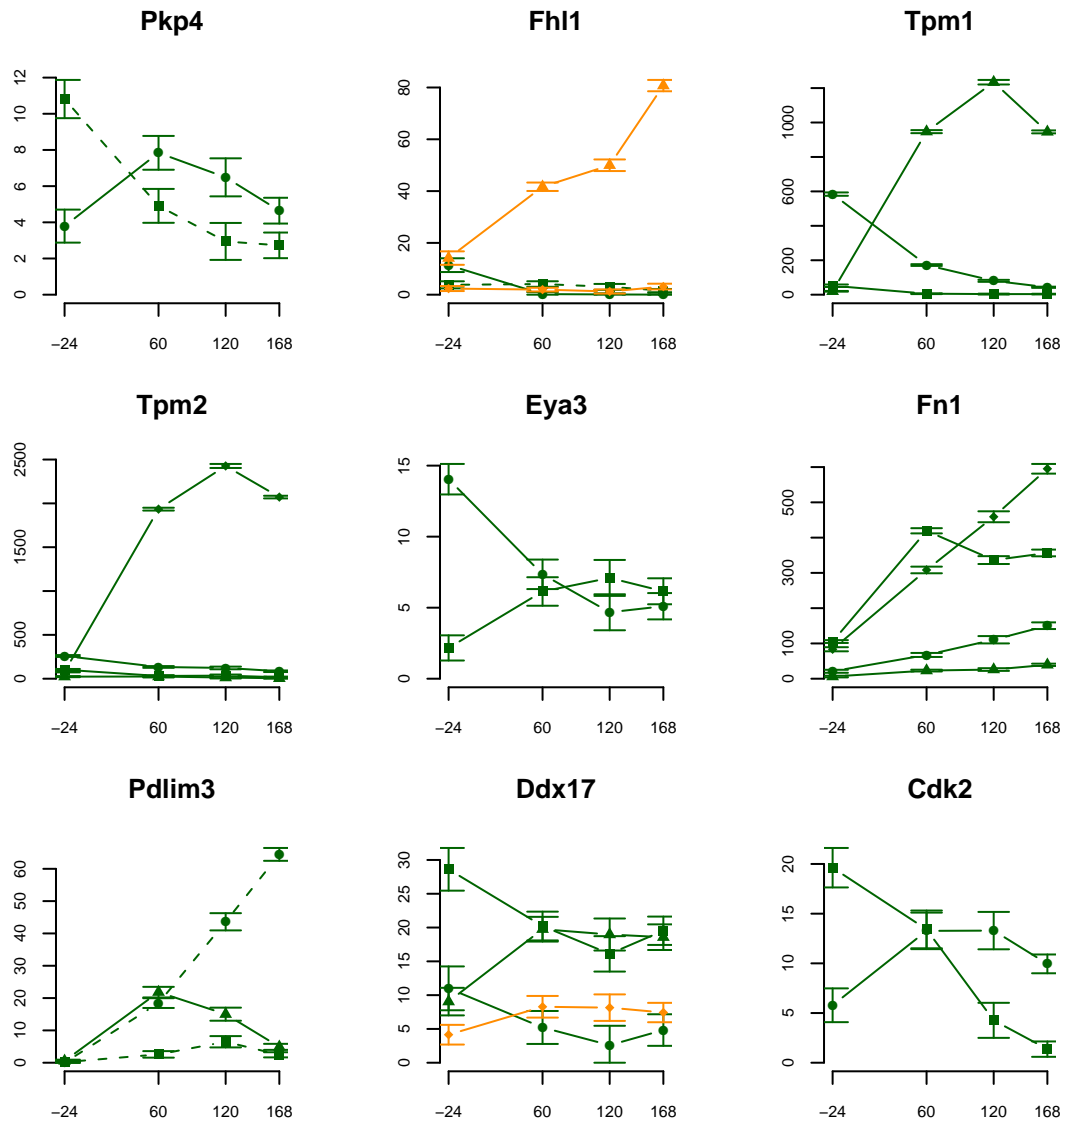 Pkp4 Fhl1 Tpm1
12 10 8 6 4 2 0
80 60 40 20 0
1000 600 200 0
−24 60 120 168 −24 60 120 168 −24 60 120 168
Tpm2 Eya3 Fn1
2500 1500 500 0
15 10 5 0
500 300 100 0
−24 60 120 168 −24 60 120 168 −24 60 120 168
Pdlim3 Ddx17 Cdk2
60 50 40 30 20 10 0
30 25 20 15 10 5 0
20 15 10 5 0
−24 60 120 168 −24 60 120 168 −24 60 120 168